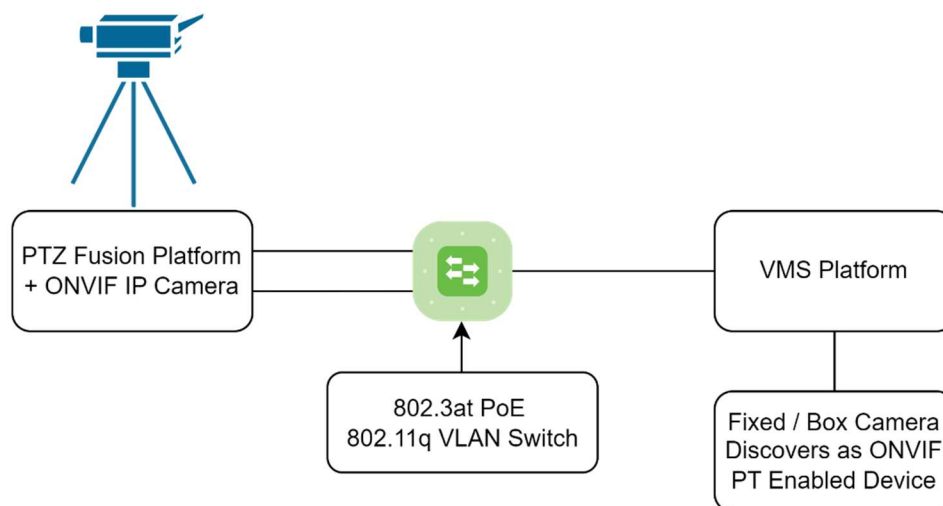 PTZ Fusion Platform
+ ONVIF IP Camera
VMS Platform
802.3at PoE
802.11q VLAN Switch
Fixed / Box Camera
Discovers as ONVIF
PT Enabled Device